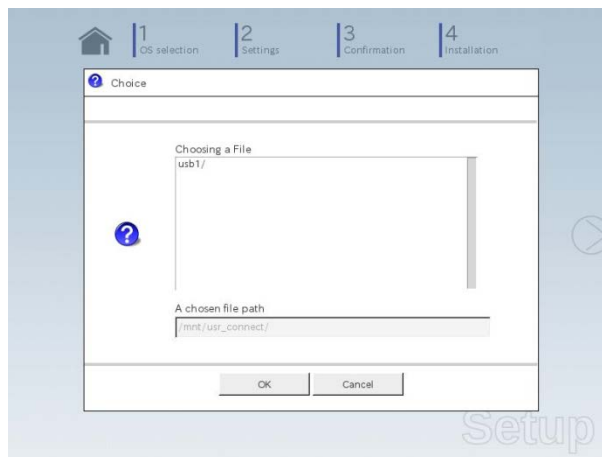 1
OS selection
2
Settings
3
Confirmation
4
Installation
Choice
Choosing a File
usb1/
A chosen file path
/mnt/usr_connect/
OK
Cancel
Setup